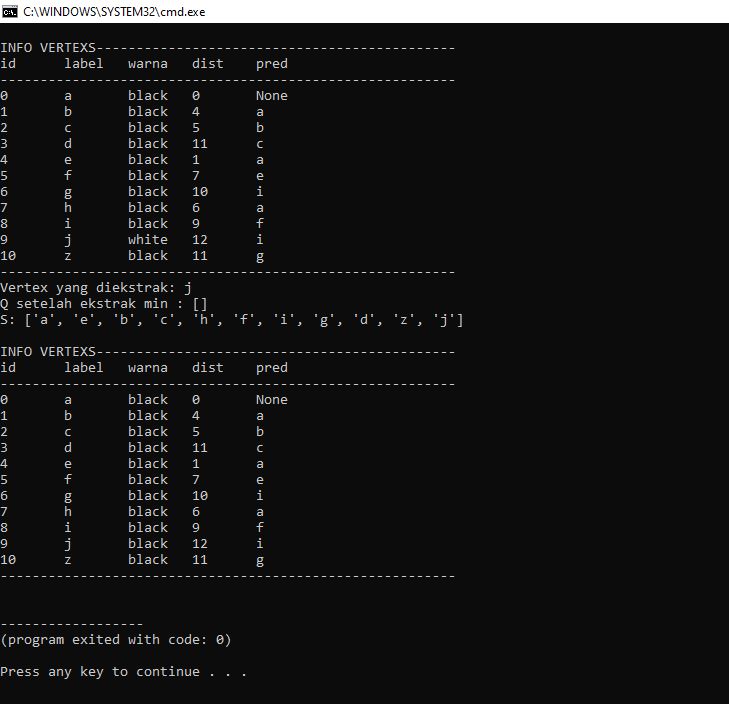 C:\WINDOWS\SYSTEM32\cmd.exe
INFO VERTEXS---------------------------------------------
id      label   warna   dist    pred
---------------------------------------------------------
0       a       black   0       None
1       b       black   4       a
2       c       black   5       b
3       d       black   11      c
4       e       black   1       a
5       f       black   7       e
6       g       black   10      i
7       h       black   6       a
8       i       black   9       f
9       j       white   12      i
10      z       black   11      g
---------------------------------------------------------
Vertex yang diekstrak: j
Q setelah ekstrak min : []
S: ['a', 'e', 'b', 'c', 'h', 'f', 'i', 'g', 'd', 'z', 'j']
INFO VERTEXS---------------------------------------------
id      label   warna   dist    pred
---------------------------------------------------------
0       a       black   0       None
1       b       black   4       a
2       c       black   5       b
3       d       black   11      c
4       e       black   1       a
5       f       black   7       e
6       g       black   10      i
7       h       black   6       a
8       i       black   9       f
9       j       black   12      i
10      z       black   11      g
---------------------------------------------------------
------------------
(program exited with code: 0)
Press any key to continue . . .